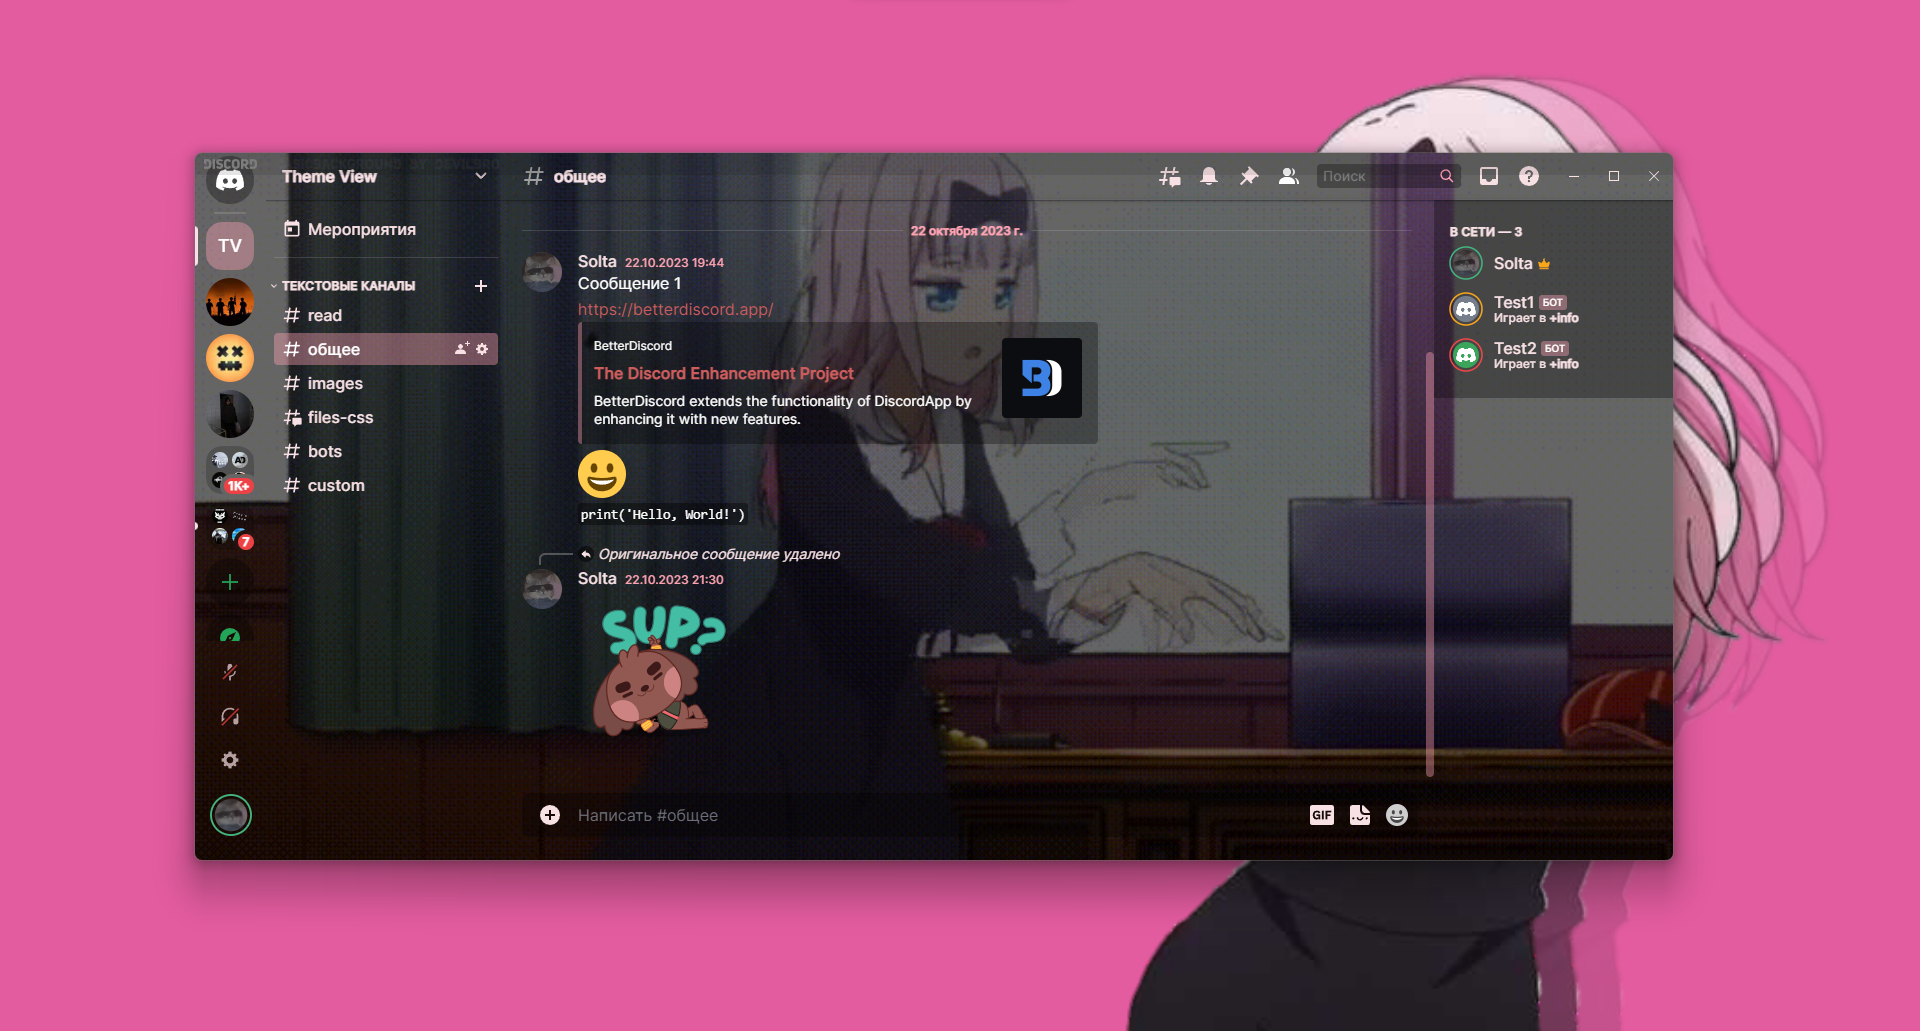 DISCORD
Theme View
Мероприятия
ТЕКСТОВЫЕ КАНАЛЫ
read
общее
images
files-css
bots
custom
TV
1K+
7
общее
Поиск
22 октября 2023 г.
Solta 22.10.2023 19:44
Сообщение 1
https://betterdiscord.app/
BetterDiscord
The Discord Enhancement Project
BetterDiscord extends the functionality of DiscordApp by
enhancing it with new features.
print('Hello, World!')
Оригинальное сообщение удалено
Solta 22.10.2023 21:30
SUP?
Написать #общее
GIF
В СЕТИ — 3
Solta
Test1 БОТ
Играет в +info
Test2 БОТ
Играет в +info